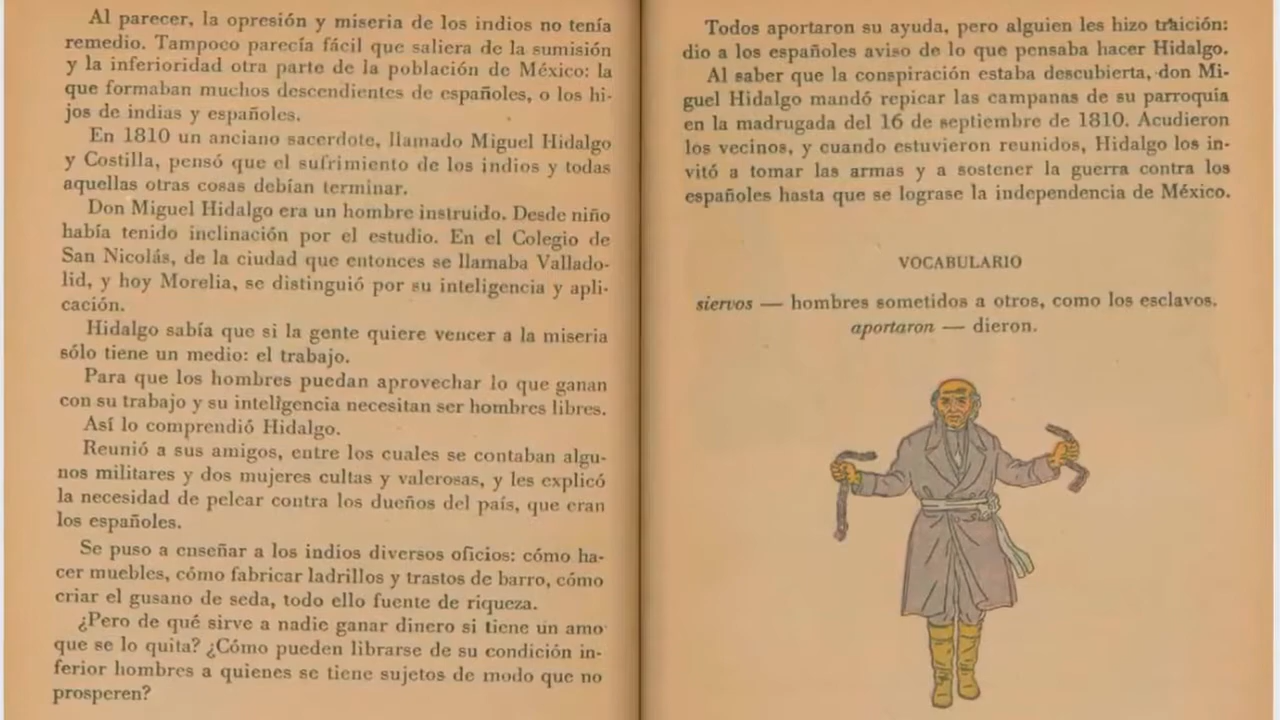 Al parecer, la opresión y miseria de los indios no tenía
remedio. Tampoco parecía fácil que saliera de la sumisión
y la inferioridad otra parte de la población de México: la
que formaban muchos descendientes de españoles, o los hi-
jos de indias y españoles.
En 1810 un anciano sacerdote, llamado Miguel Hidalgo
y Costilla, pensó que el sufrimiento de los indios y todas
aquellas otras cosas debían terminar.
Don Miguel Hidalgo era un hombre instruido. Desde niño
había tenido inclinación por el estudio. En el Colegio de
San Nicolás, de la ciudad que entonces se llamaba Vallado-
lid, y hoy Morelia, se distinguió por su inteligencia y apli-
cación.
Hidalgo sabía que si la gente quiere vencer a la miseria
sólo tiene un medio: el trabajo.
Para que los hombres puedan aprovechar lo que ganan
con su trabajo y su inteligencia necesitan ser hombres libres.
Así lo comprendió Hidalgo.
Reunió a sus amigos, entre los cuales se contaban algu-
nos militares y dos mujeres cultas y valerosas, y les explicó
la necesidad de pelear contra los dueños del país, que eran
los españoles.
Se puso a enseñar a los indios diversos oficios: cómo ha-
cer muebles, cómo fabricar ladrillos y trastos de barro, cómo
criar el gusano de seda, todo ello fuente de riqueza.
¿Pero de qué sirve a nadie ganar dinero si tiene un amo
que se lo quita? ¿Cómo pueden librarse de su condición in-
ferior hombres a quienes se tiene sujetos de modo que no
prosperen?
Todos aportaron su ayuda, pero alguien les hizo traición:
dio a los españoles aviso de lo que pensaba hacer Hidalgo.
Al saber que la conspiración estaba descubierta, don Mi-
guel Hidalgo mandó repicar las campanas de su parroquia
en la madrugada del 16 de septiembre de 1810. Acudieron
los vecinos, y cuando estuvieron reunidos, Hidalgo los in-
vitó a tomar las armas y a sostener la guerra contra los
españoles hasta que se lograse la independencia de México.
VOCABULARIO
siervos — hombres sometidos a otros, como los esclavos.
aportaron — dieron.